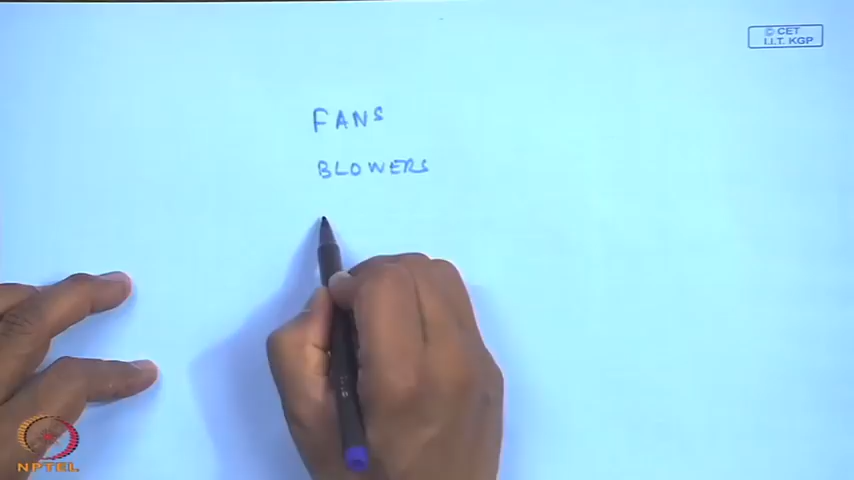 © CET
I.I.T. KGP
FANS
BLOWERS
NPTEL